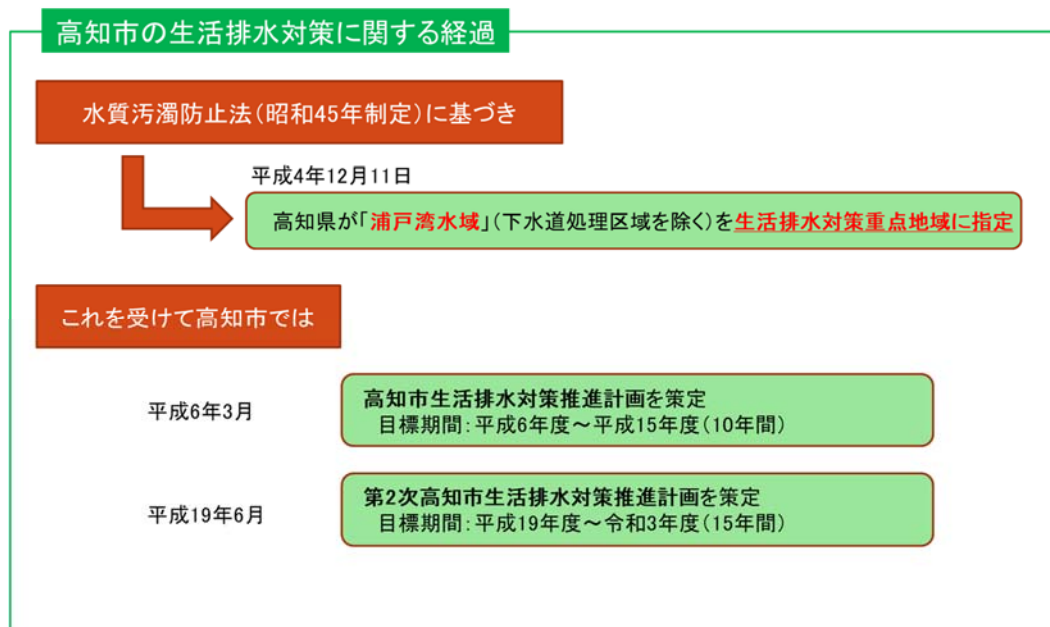 高知市の生活排水対策に関する経過
水質汚濁防止法(昭和45年制定)に基づき
平成4年12月11日
高知県が「浦戸湾水域」(下水道処理区域を除く)を生活排水対策重点地域に指定
これを受けて高知市では
平成6年3月
高知市生活排水対策推進計画を策定
目標期間:平成6年度~平成15年度(10年間)
平成19年6月
第2次高知市生活排水対策推進計画を策定
目標期間:平成19年度~令和3年度(15年間)